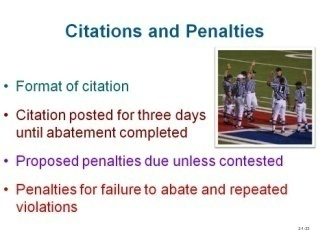 Citations and Penalties
• Format of citation
• Citation posted for three days
until abatement completed
• Proposed penalties due unless contested
• Penalties for failure to abate and repeated
violations